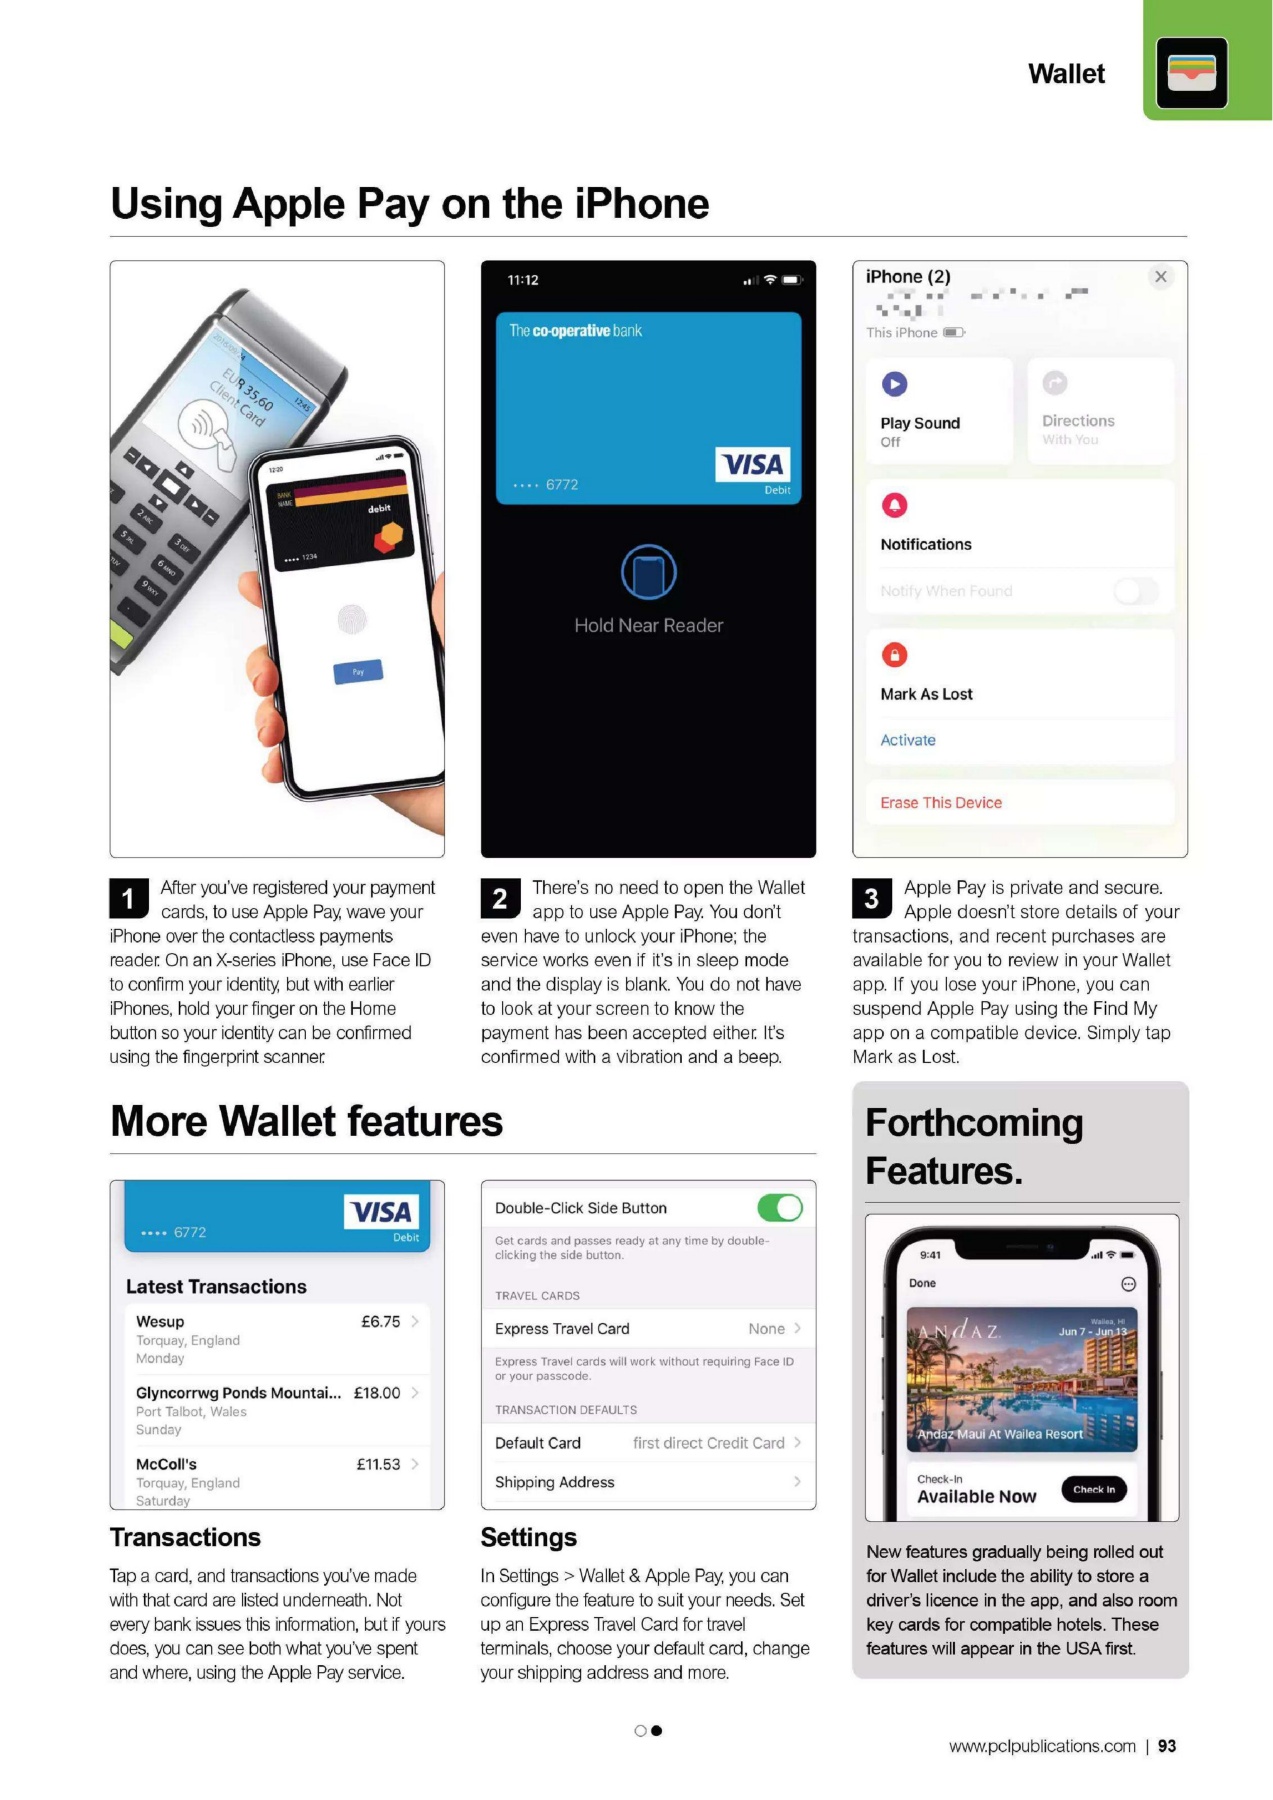 Wallet
Using Apple Pay on the iPhone
2016/09/24
12:45
EUR 35,60
Client Card
12:20
BANK
NAME
debit
•••• 1234
Pay
11:12
The co-operative bank
VISA
Debit
•••• 6772
Hold Near Reader
iPhone (2)
This iPhone
Play Sound
Off
Directions
With You
Notifications
Notify When Found
Mark As Lost
Activate
Erase This Device
1 After you've registered your payment
cards, to use Apple Pay, wave your
iPhone over the contactless payments
reader. On an X-series iPhone, use Face ID
to confirm your identity, but with earlier
iPhones, hold your finger on the Home
button so your identity can be confirmed
using the fingerprint scanner.
2 There's no need to open the Wallet
app to use Apple Pay. You don't
even have to unlock your iPhone; the
service works even if it's in sleep mode
and the display is blank. You do not have
to look at your screen to know the
payment has been accepted either. It's
confirmed with a vibration and a beep.
3 Apple Pay is private and secure.
Apple doesn't store details of your
transactions, and recent purchases are
available for you to review in your Wallet
app. If you lose your iPhone, you can
suspend Apple Pay using the Find My
app on a compatible device. Simply tap
Mark as Lost.
More Wallet features
VISA
Debit
•••• 6772
Latest Transactions
Wesup £6.75
Torquay, England
Monday
Glyncorrwg Ponds Mountai... £18.00
Port Talbot, Wales
Sunday
McColl's £11.53
Torquay, England
Saturday
Transactions
Tap a card, and transactions you've made
with that card are listed underneath. Not
every bank issues this information, but if yours
does, you can see both what you've spent
and where, using the Apple Pay service.
Double-Click Side Button
Get cards and passes ready at any time by double-
clicking the side button.
TRAVEL CARDS
Express Travel Card None
Express Travel cards will work without requiring Face ID
or your passcode.
TRANSACTION DEFAULTS
Default Card first direct Credit Card
Shipping Address
Settings
In Settings > Wallet & Apple Pay, you can
configure the feature to suit your needs. Set
up an Express Travel Card for travel
terminals, choose your default card, change
your shipping address and more.
Forthcoming
Features.
9:41
Done
ANdAZ.
Wailea, HI
Jun 7 - Jun 13
Andaz Maui At Wailea Resort
Check-In
Available Now
Check In
New features gradually being rolled out
for Wallet include the ability to store a
driver's licence in the app, and also room
key cards for compatible hotels. These
features will appear in the USA first.
www.pclpublications.com | 93